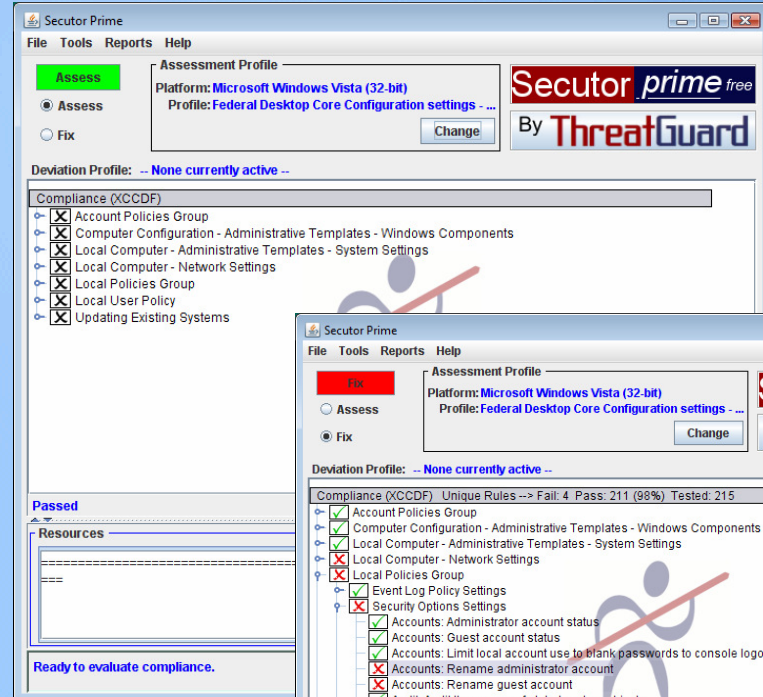 Secutor Prime
File Tools Reports Help
Assess
Assess
Fix
Assessment Profile
Platform: Microsoft Windows Vista (32-bit)
Profile: Federal Desktop Core Configuration settings - ...
Change
Secutor prime free
By ThreatGuard
Deviation Profile: -- None currently active --
Compliance (XCCDF)
Account Policies Group
Computer Configuration - Administrative Templates - Windows Components
Local Computer - Administrative Templates - System Settings
Local Computer - Network Settings
Local Policies Group
Local User Policy
Updating Existing Systems
Passed
Resources
===
Ready to evaluate compliance.
Secutor Prime
File Tools Reports Help
Fix
Assess
Fix
Assessment Profile
Platform: Microsoft Windows Vista (32-bit)
Profile: Federal Desktop Core Configuration settings - ...
Change
Deviation Profile: -- None currently active --
Compliance (XCCDF) Unique Rules --> Fail: 4 Pass: 211 (98%) Tested: 215
Account Policies Group
Computer Configuration - Administrative Templates - Windows Components
Local Computer - Administrative Templates - System Settings
Local Computer - Network Settings
Local Policies Group
Event Log Policy Settings
Security Options Settings
Accounts: Administrator account status
Accounts: Guest account status
Accounts: Limit local account use to blank passwords to console logo
Accounts: Rename administrator account
Accounts: Rename guest account